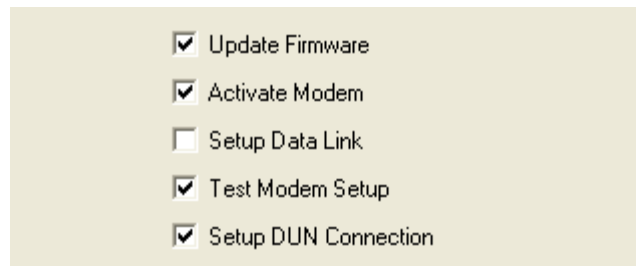 Update Firmware
Activate Modem
Setup Data Link
Test Modem Setup
Setup DUN Connection